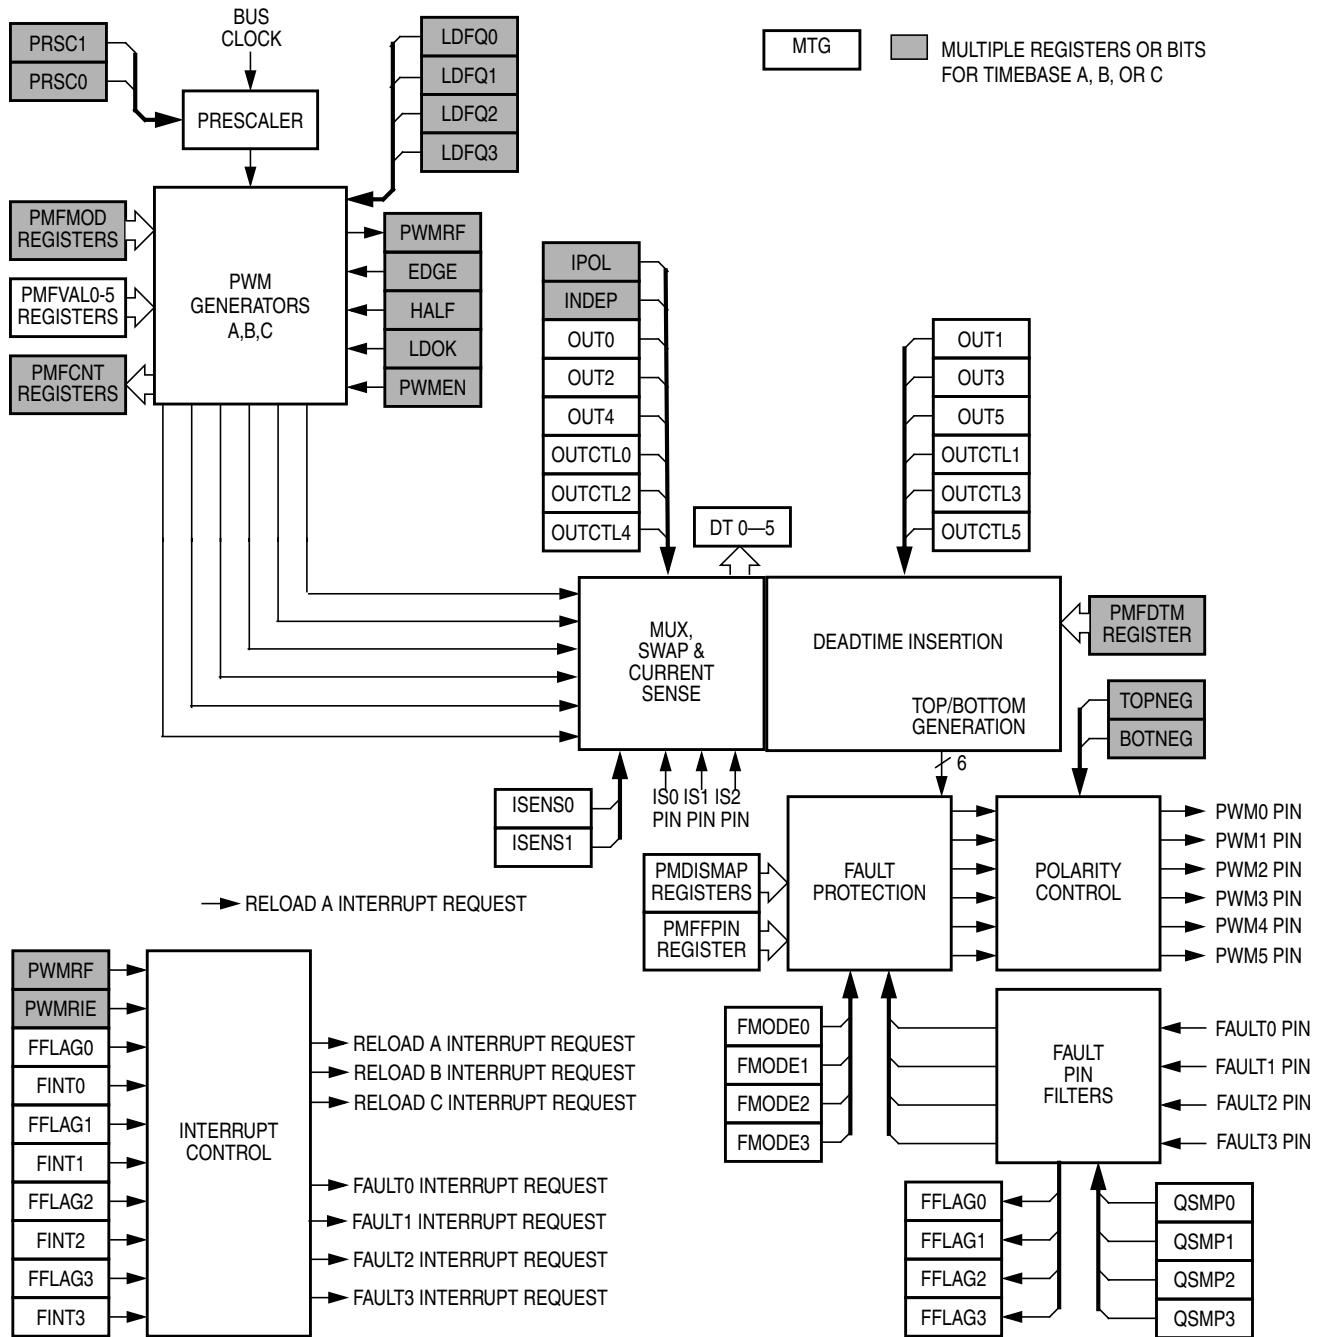 PRSC1
PRSC0
BUS
CLOCK
PRESCALER
LDFQ0
LDFQ1
LDFQ2
LDFQ3
MTG
MULTIPLE REGISTERS OR BITS
FOR TIMEBASE A, B, OR C
PMFMOD
REGISTERS
PMFVAL0-5
REGISTERS
PMFCNT
REGISTERS
PWM
GENERATORS
A,B,C
PWMRF
EDGE
HALF
LDOK
PWMEN
IPOL
INDEP
OUT0
OUT2
OUT4
OUTCTL0
OUTCTL2
OUTCTL4
DT 0—5
OUT1
OUT3
OUT5
OUTCTL1
OUTCTL3
OUTCTL5
MUX,
SWAP &
CURRENT
SENSE
DEADTIME INSERTION
TOP/BOTTOM
GENERATION
PMFDTM
REGISTER
TOPNEG
BOTNEG
6
ISENS0
ISENS1
IS0 IS1 IS2
PIN PIN PIN
PMDISMAP
REGISTERS
PMFFPIN
REGISTER
FAULT
PROTECTION
POLARITY
CONTROL
PWM0 PIN
PWM1 PIN
PWM2 PIN
PWM3 PIN
PWM4 PIN
PWM5 PIN
RELOAD A INTERRUPT REQUEST
PWMRF
PWMRIE
FFLAG0
FINT0
FFLAG1
FINT1
FFLAG2
FINT2
FFLAG3
FINT3
INTERRUPT
CONTROL
RELOAD A INTERRUPT REQUEST
RELOAD B INTERRUPT REQUEST
RELOAD C INTERRUPT REQUEST
FAULT0 INTERRUPT REQUEST
FAULT1 INTERRUPT REQUEST
FAULT2 INTERRUPT REQUEST
FAULT3 INTERRUPT REQUEST
FMODE0
FMODE1
FMODE2
FMODE3
FAULT
PIN
FILTERS
FAULT0 PIN
FAULT1 PIN
FAULT2 PIN
FAULT3 PIN
FFLAG0
FFLAG1
FFLAG2
FFLAG3
QSMP0
QSMP1
QSMP2
QSMP3